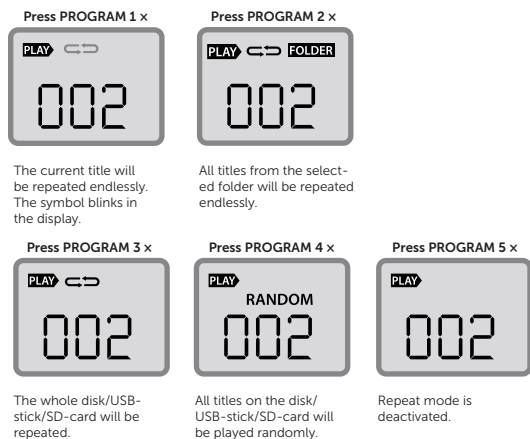 Press PROGRAM 1 × Press PROGRAM 2 ×
PLAY PLAY FOLDER
002 002
The current title will
be repeated endlessly.
The symbol blinks in
the display.
All titles from the select-
ed folder will be repeated
endlessly.
Press PROGRAM 3 × Press PROGRAM 4 × Press PROGRAM 5 ×
PLAY PLAY PLAY
RANDOM
002 002 002
The whole disk/USB-
stick/SD-card will be
repeated.
All titles on the disk/
USB-stick/SD-card will
be played randomly.
Repeat mode is
deactivated.